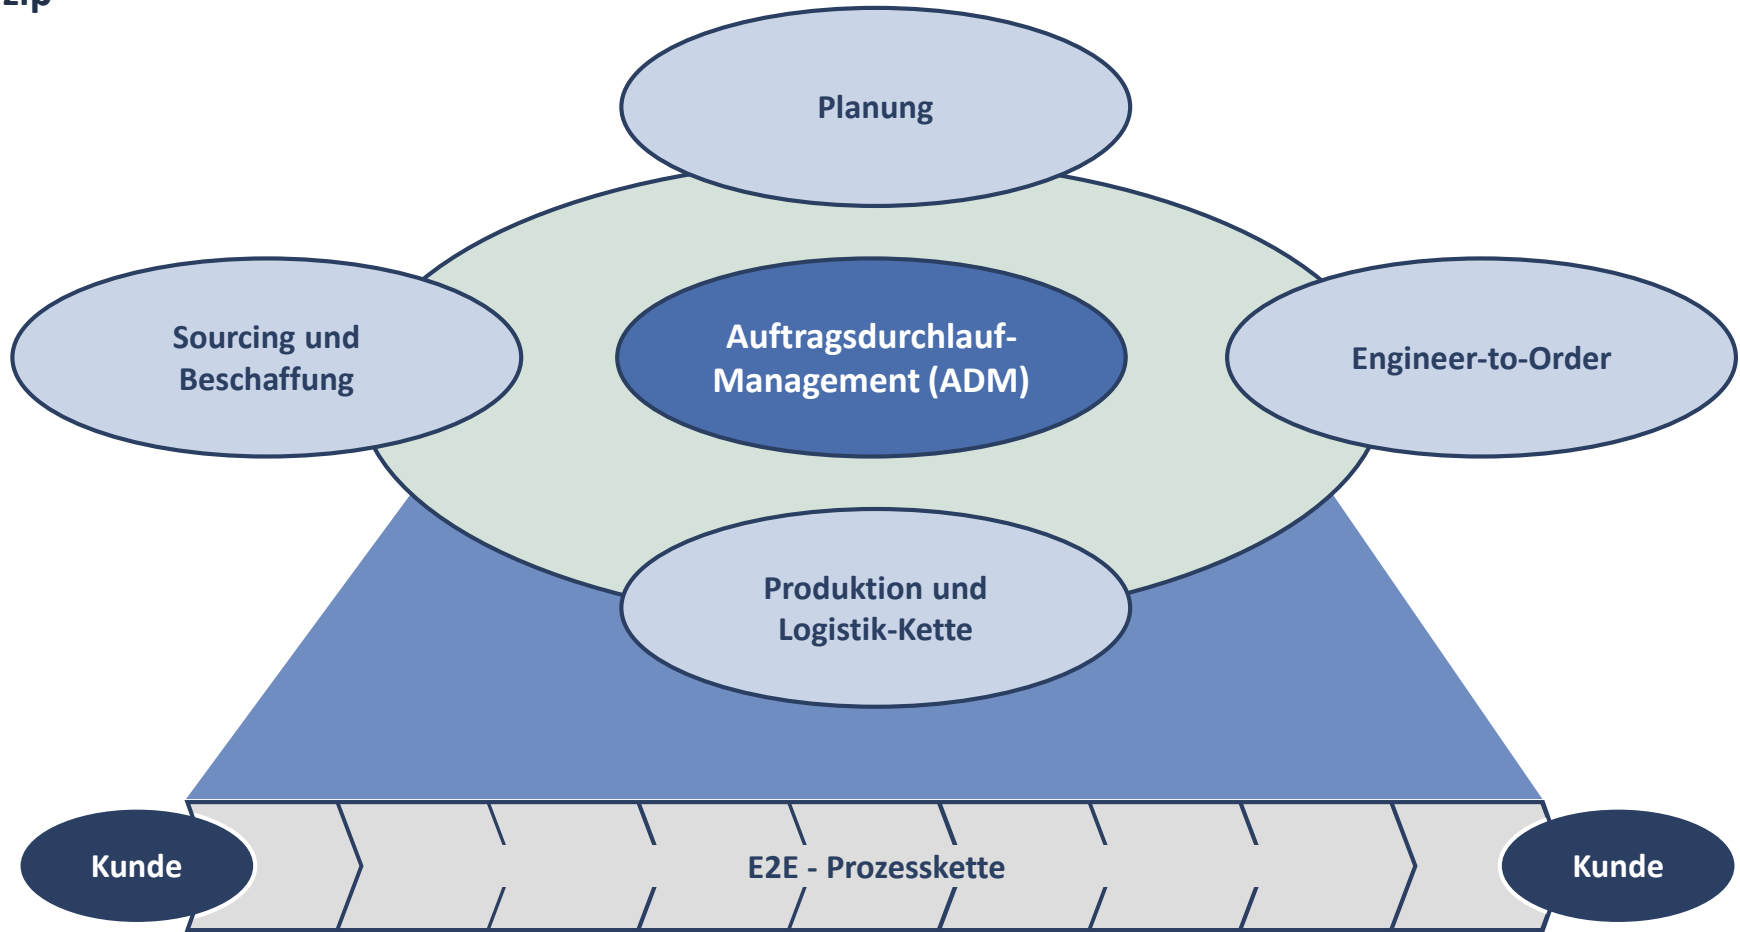 Planung
Sourcing und
Beschaffung
Auftragsdurchlauf-
Management (ADM)
Engineer-to-Order
Produktion und
Logistik-Kette
Kunde
E2E - Prozesskette
Kunde